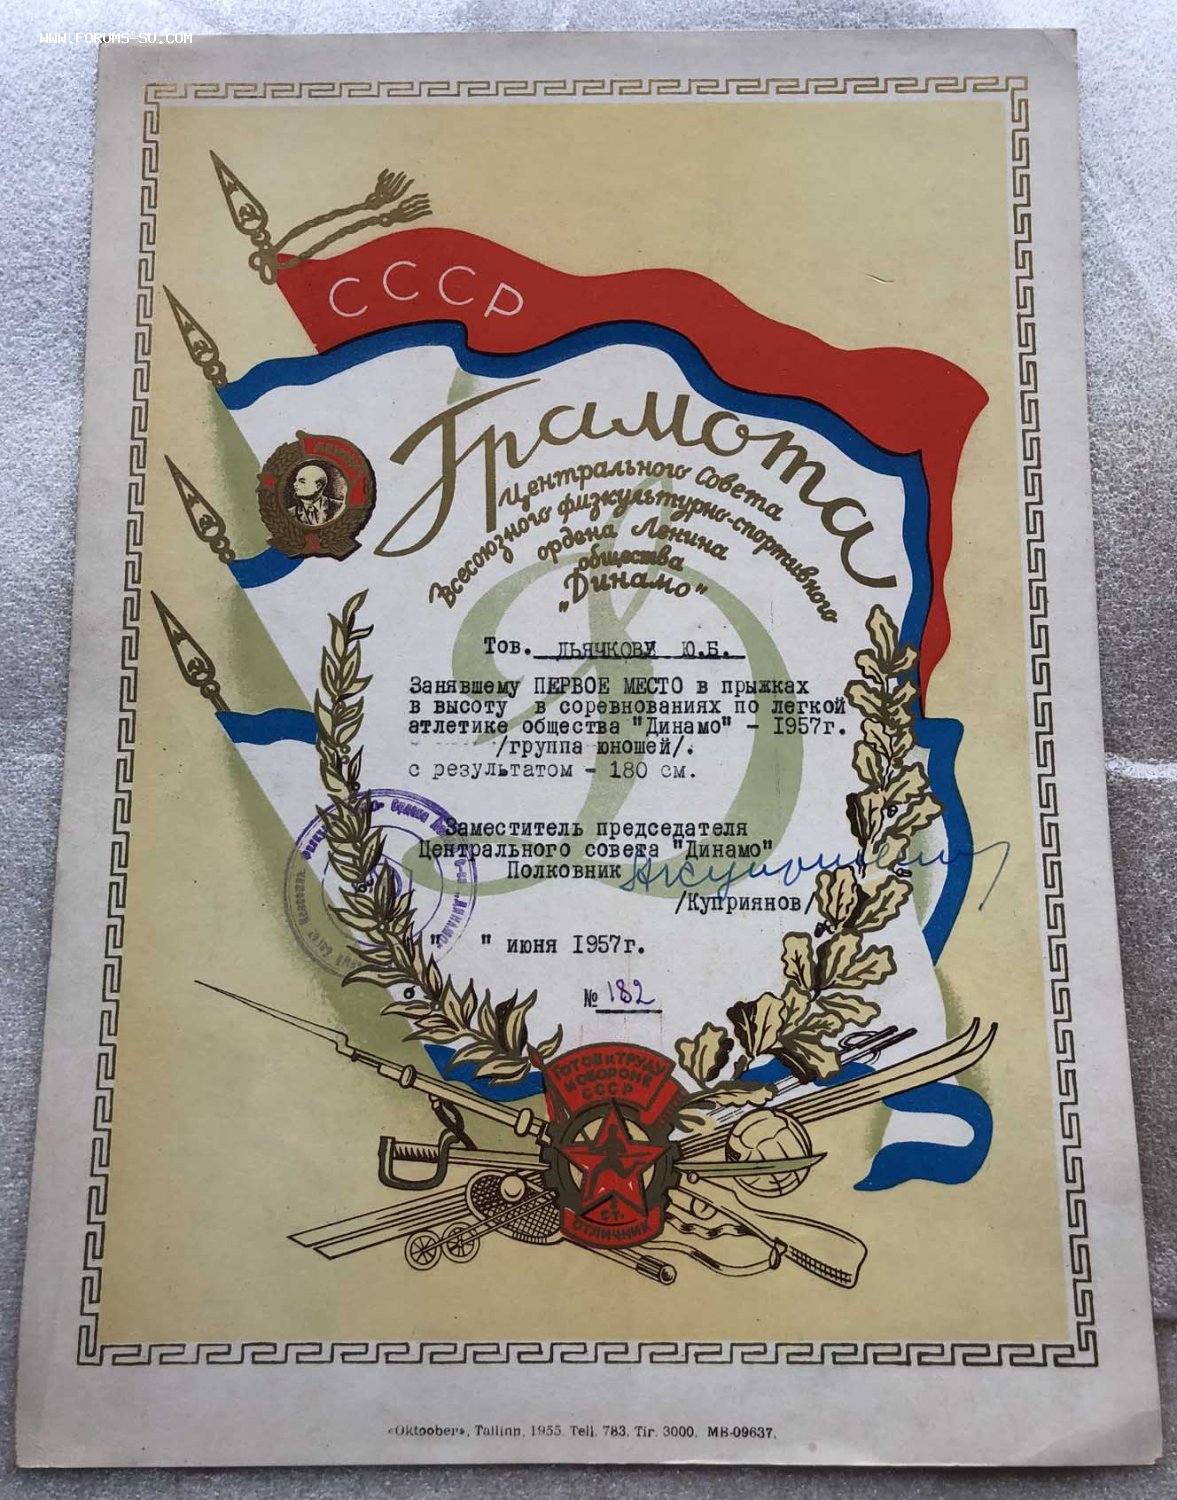 WWW.FORUMS-SU.COM
СССР
ЛЕНИН
Грамота
Центрального Совета
Всесоюзного физкультурно-спортивного
ордена Ленина
общества
„Динамо"
Тов. ДЬЯЧКОВУ Ю.Б.
Занявшему ПЕРВОЕ МЕСТО в прыжках
в высоту в соревнованиях по легкой
атлетике общества "Динамо" - 1957г.
/группа юношей/.
с результатом - 180 см.
Заместитель председателя
Центрального совета "Динамо"
Полковник
/Куприянов/
" " июня 1957г.
№ 182
ГОТОВ К ТРУДУ
И ОБОРОНЕ
СССР
СТ.
ОТЛИЧНИК
«Oktoober», Tallinn, 1955. Tell. 783. Tir. 3000. MB-09637.